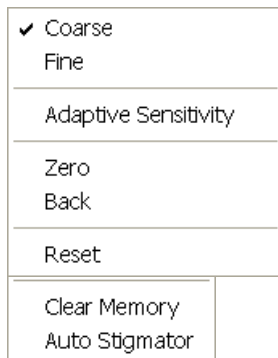 Coarse
Fine
Adaptive Sensitivity
Zero
Back
Reset
Clear Memory
Auto Stigmator